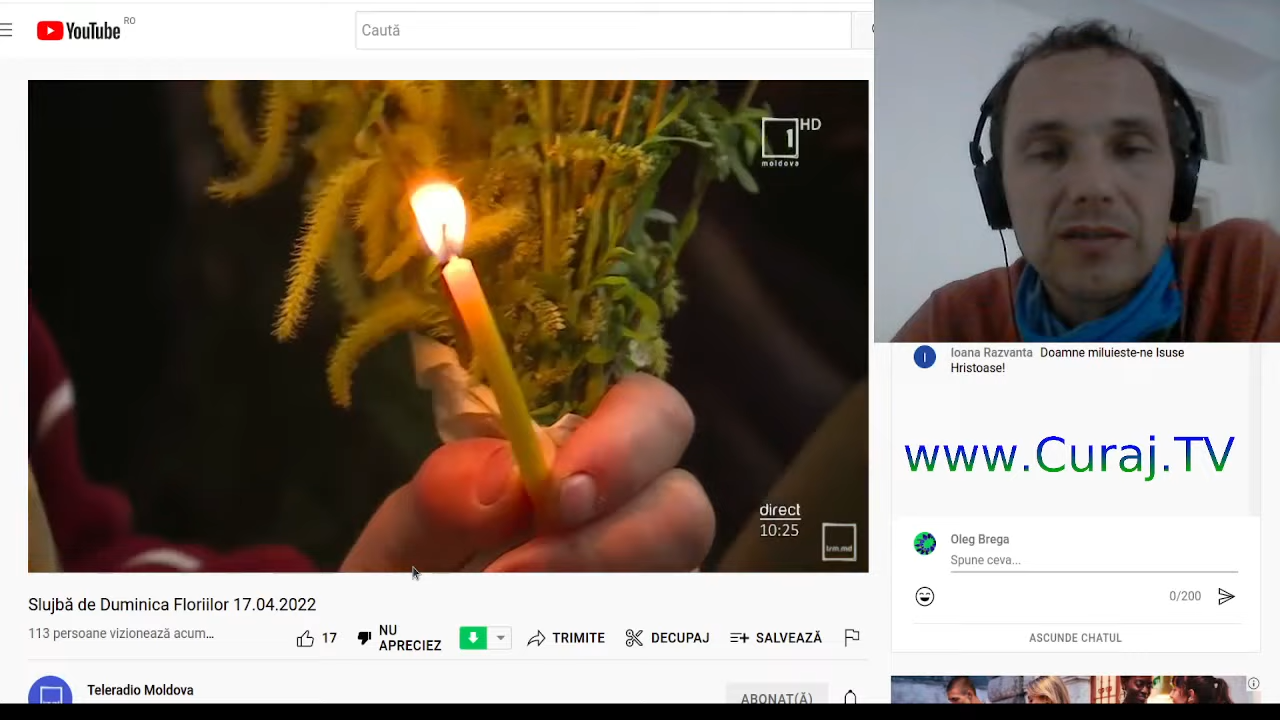 YouTube RO
Caută
1 HD
moldova
direct
10:25
trm.md
Ioana Razvanta Doamne miluieste-ne Isuse
Hristoase!
www.Curaj.TV
Oleg Brega
Spune ceva...
0/200
ASCUNDE CHATUL
Slujbă de Duminica Floriilor 17.04.2022
113 persoane vizionează acum...
17
NU
APRECIEZ
TRIMITE
DECUPAJ
SALVEAZĂ
Teleradio Moldova
ABONAT(Ă)